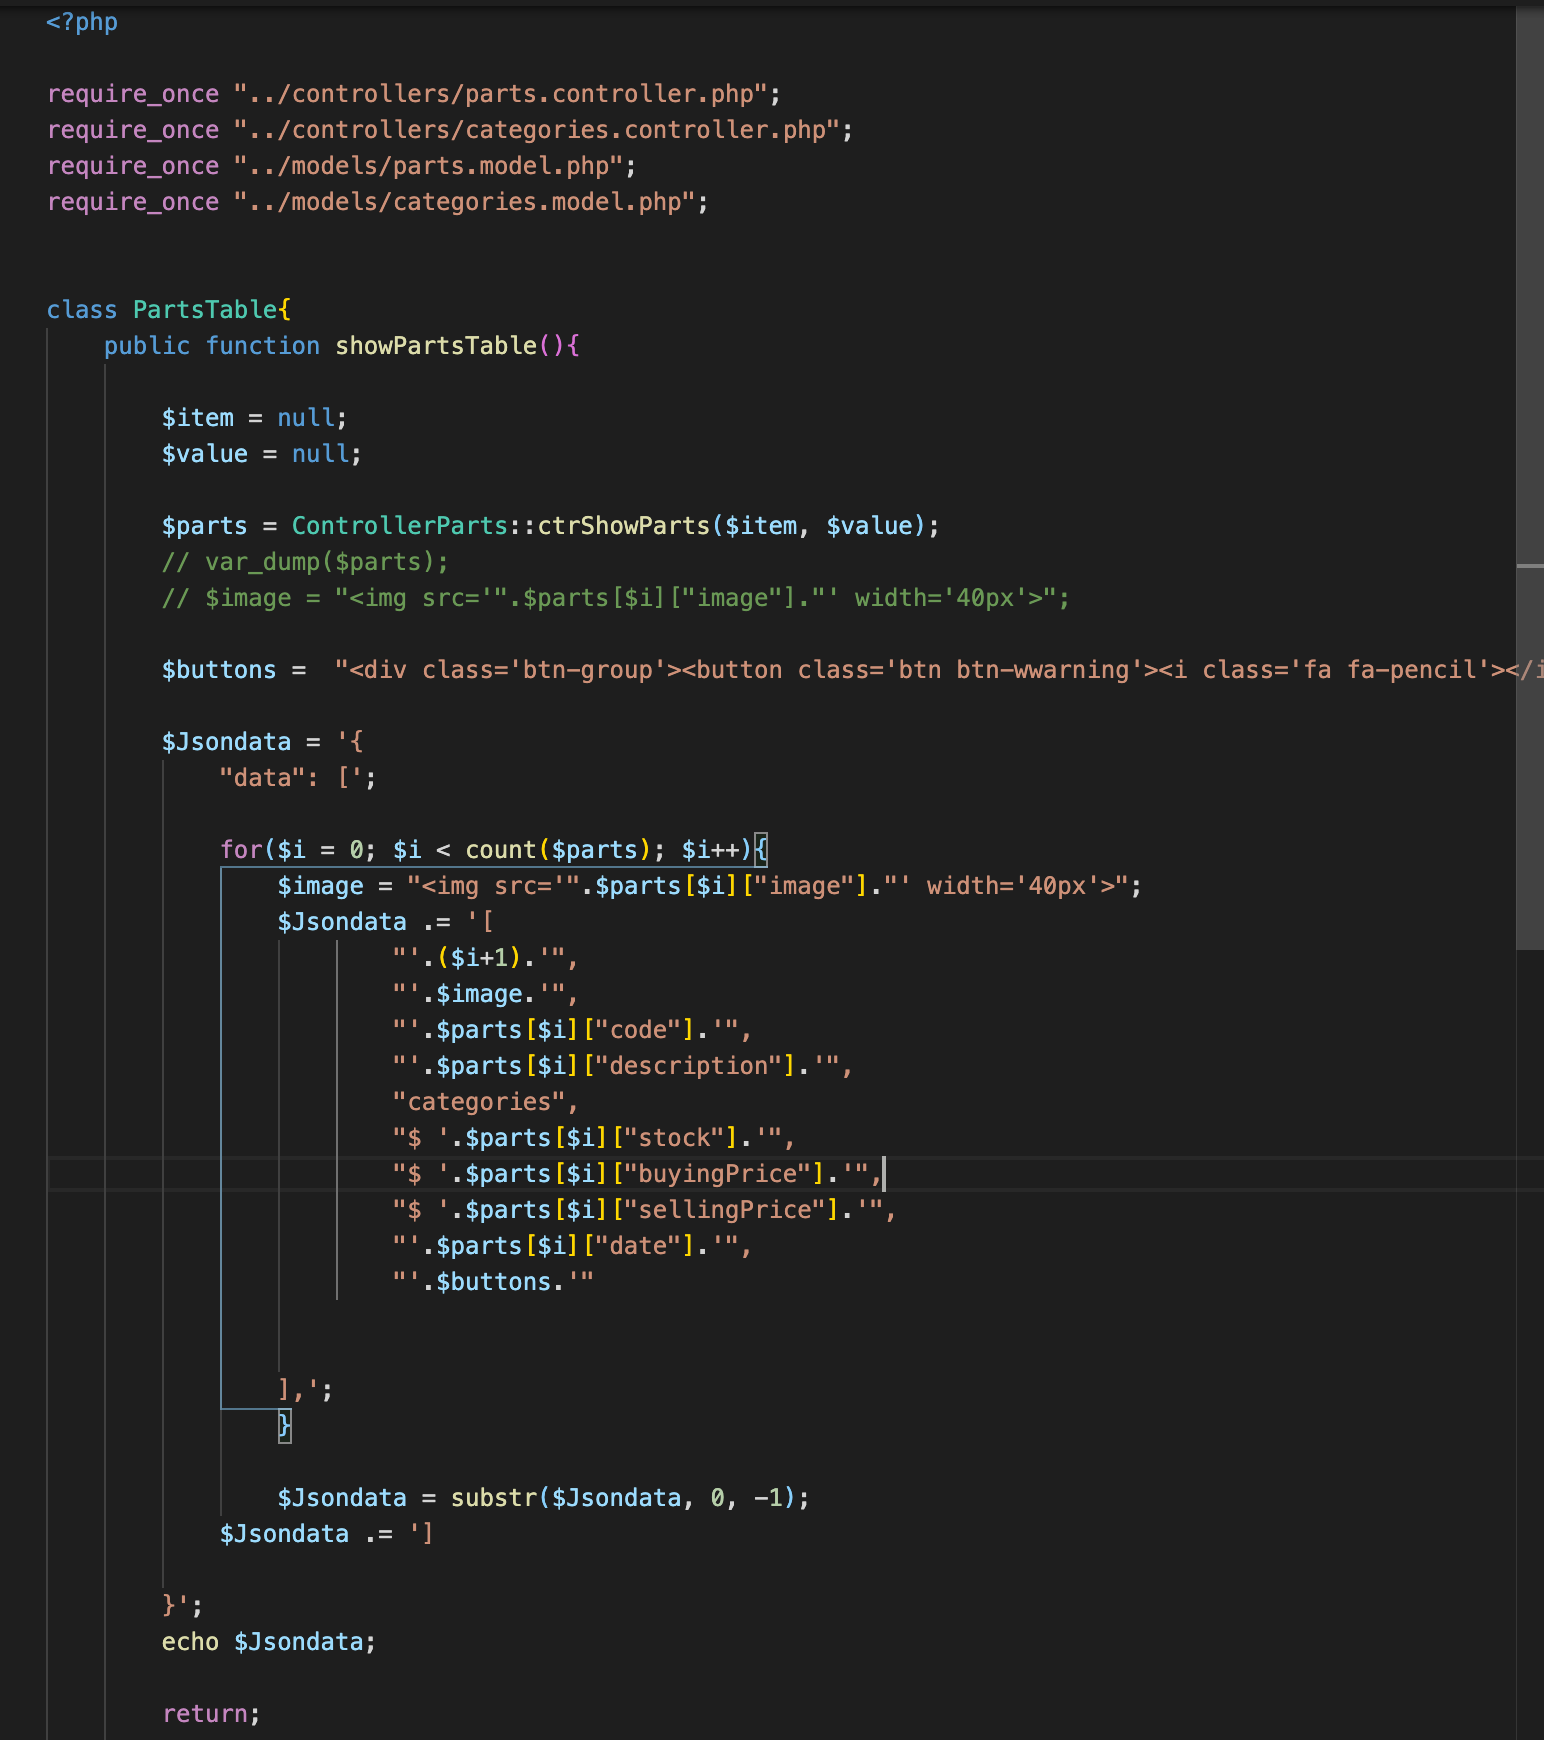 <?php
require_once "../controllers/parts.controller.php";
require_once "../controllers/categories.controller.php";
require_once "../models/parts.model.php";
require_once "../models/categories.model.php";
class PartsTable{
public function showPartsTable(){
$item = null;
$value = null;
$parts = ControllerParts::ctrShowParts($item, $value);
// var_dump($parts);
// $image = "<img src='".$parts[$i]["image"]."' width='40px'>";
$buttons =  "<div class='btn-group'><button class='btn btn-wwarning'><i class='fa fa-pencil'></i
$Jsondata = '{
"data": [';
for($i = 0; $i < count($parts); $i++){
$image = "<img src='".$parts[$i]["image"]."' width='40px'>";
$Jsondata .= '[
"'.($i+1).'",
"'.$image.'",
"'.$parts[$i]["code"].'",
"'.$parts[$i]["description"].'",
"categories",
"$ '.$parts[$i]["stock"].'",
"$ '.$parts[$i]["buyingPrice"].'",
"$ '.$parts[$i]["sellingPrice"].'",
"'.$parts[$i]["date"].'",
"'.$buttons.'"
],';
}
$Jsondata = substr($Jsondata, 0, -1);
$Jsondata .= ']
}';
echo $Jsondata;
return;